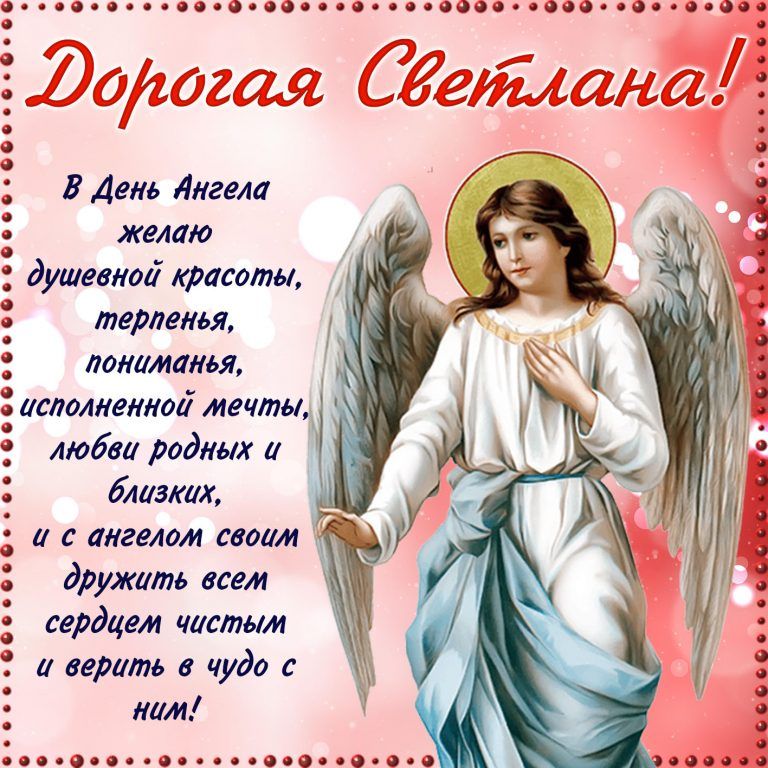 Дорогая Светлана!
В День Ангела
желаю
душевной красоты,
терпенья,
пониманья,
исполненной мечты,
любви родных и
близких,
и с ангелом своим
дружить всем
сердцем чистым
и верить в чудо с
ним!